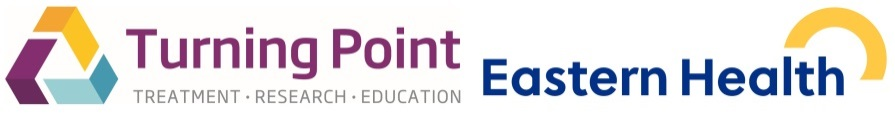 Turning Point
TREATMENT · RESEARCH · EDUCATION
Eastern Health